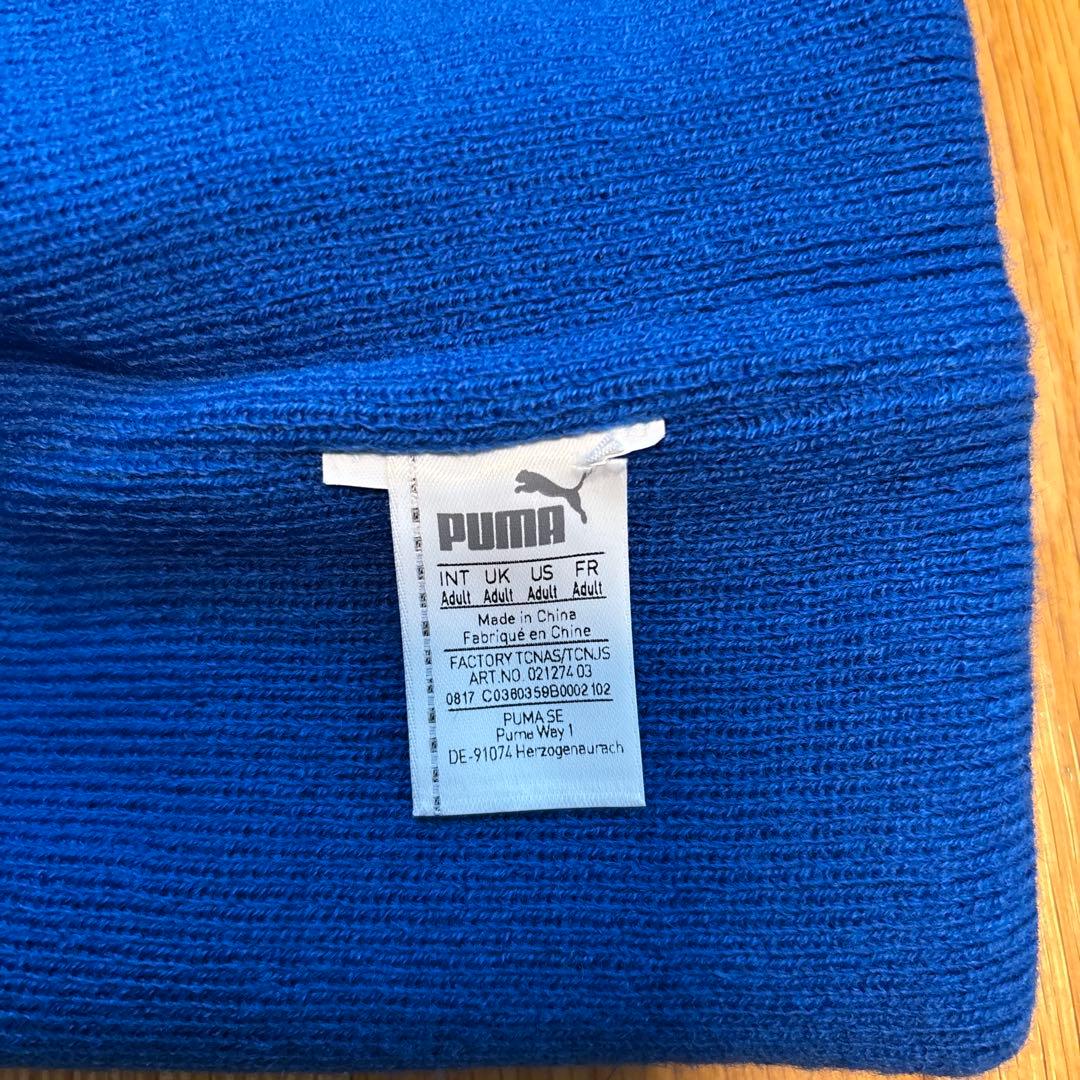 PUMA
INT UK US FR
Adult Adult Adult Adult
Made in China
Fabriqué en Chine
FACTORY TCNAS/TCNJS
ART.NO. 021274 03
0817 C0360359B0002102
PUMA SE
Puma Way 1
DE-91074 Herzogenaurach